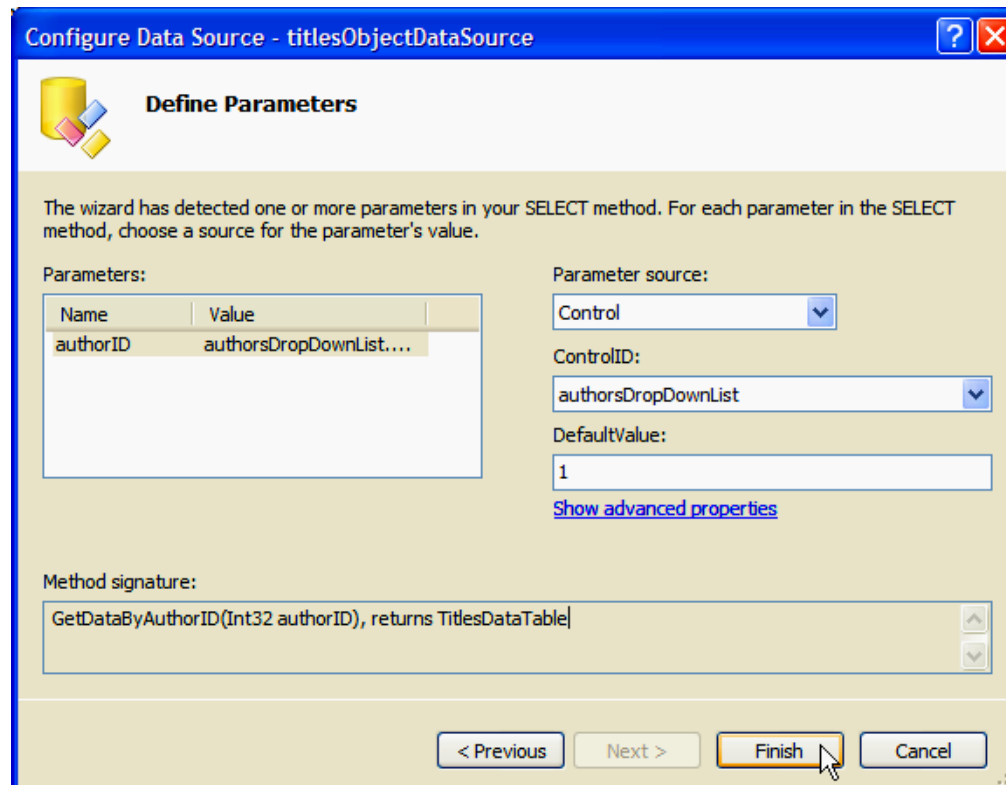 Configure Data Source - titlesObjectDataSource
Define Parameters
The wizard has detected one or more parameters in your SELECT method. For each parameter in the SELECT
method, choose a source for the parameter's value.
Parameters:
Name Value
authorID authorsDropDownList....
Parameter source:
Control
ControlID:
authorsDropDownList
DefaultValue:
1
Show advanced properties
Method signature:
GetDataByAuthorID(Int32 authorID), returns TitlesDataTable
< Previous Next > Finish Cancel